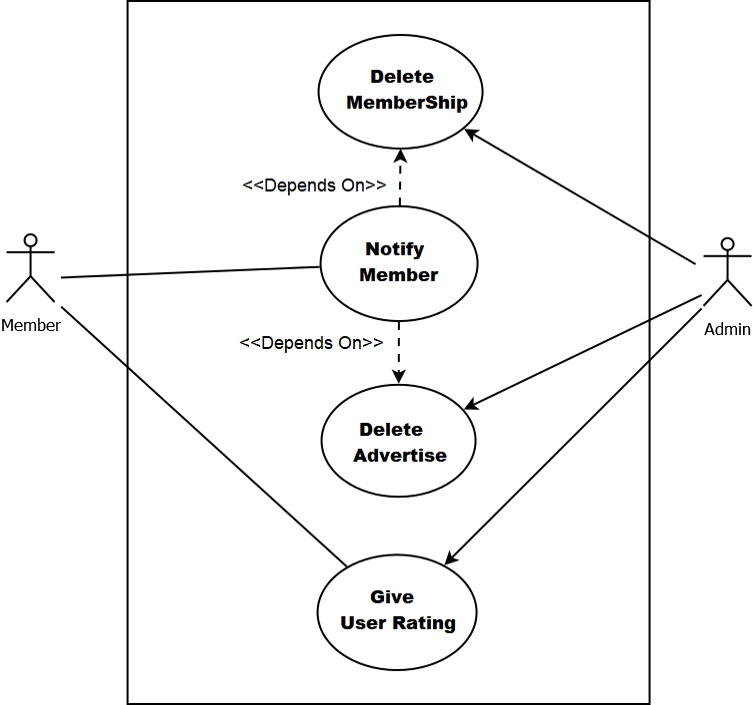 Delete
MemberShip
<<Depends On>>
Notify
Member
Member
Admin
<<Depends On>>
Delete
Advertise
Give
User Rating